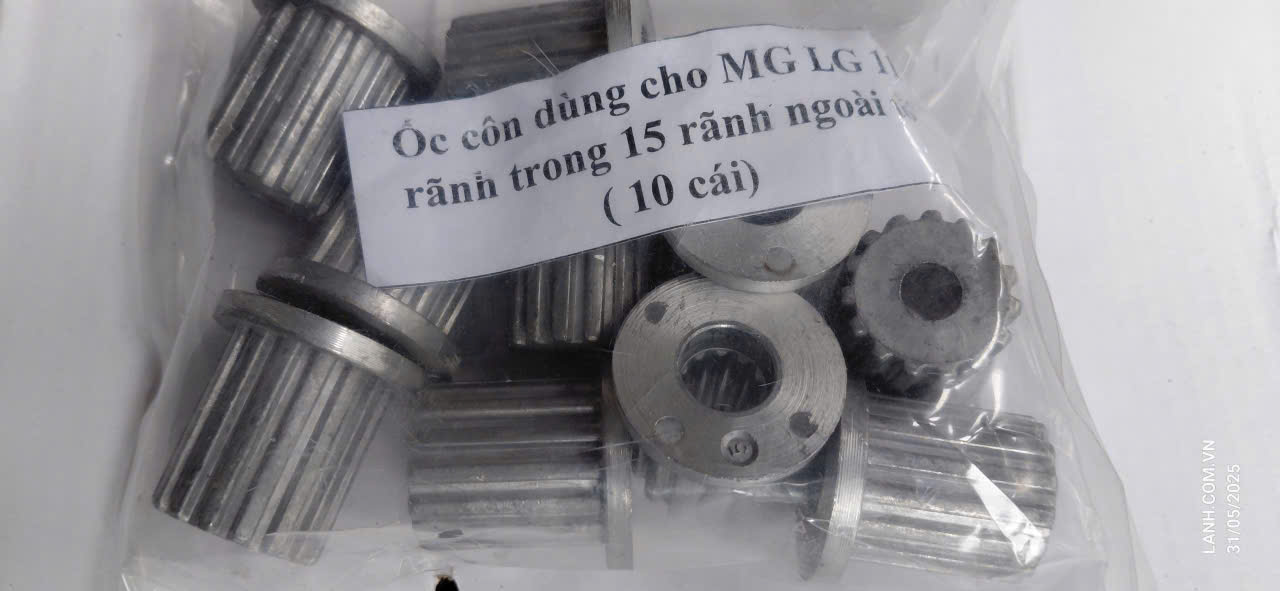 Ốc côn dùng cho MG LG
rãnh trong 15 rãnh ngoài
( 10 cái)
LANH.COM.VN
31/05/2025